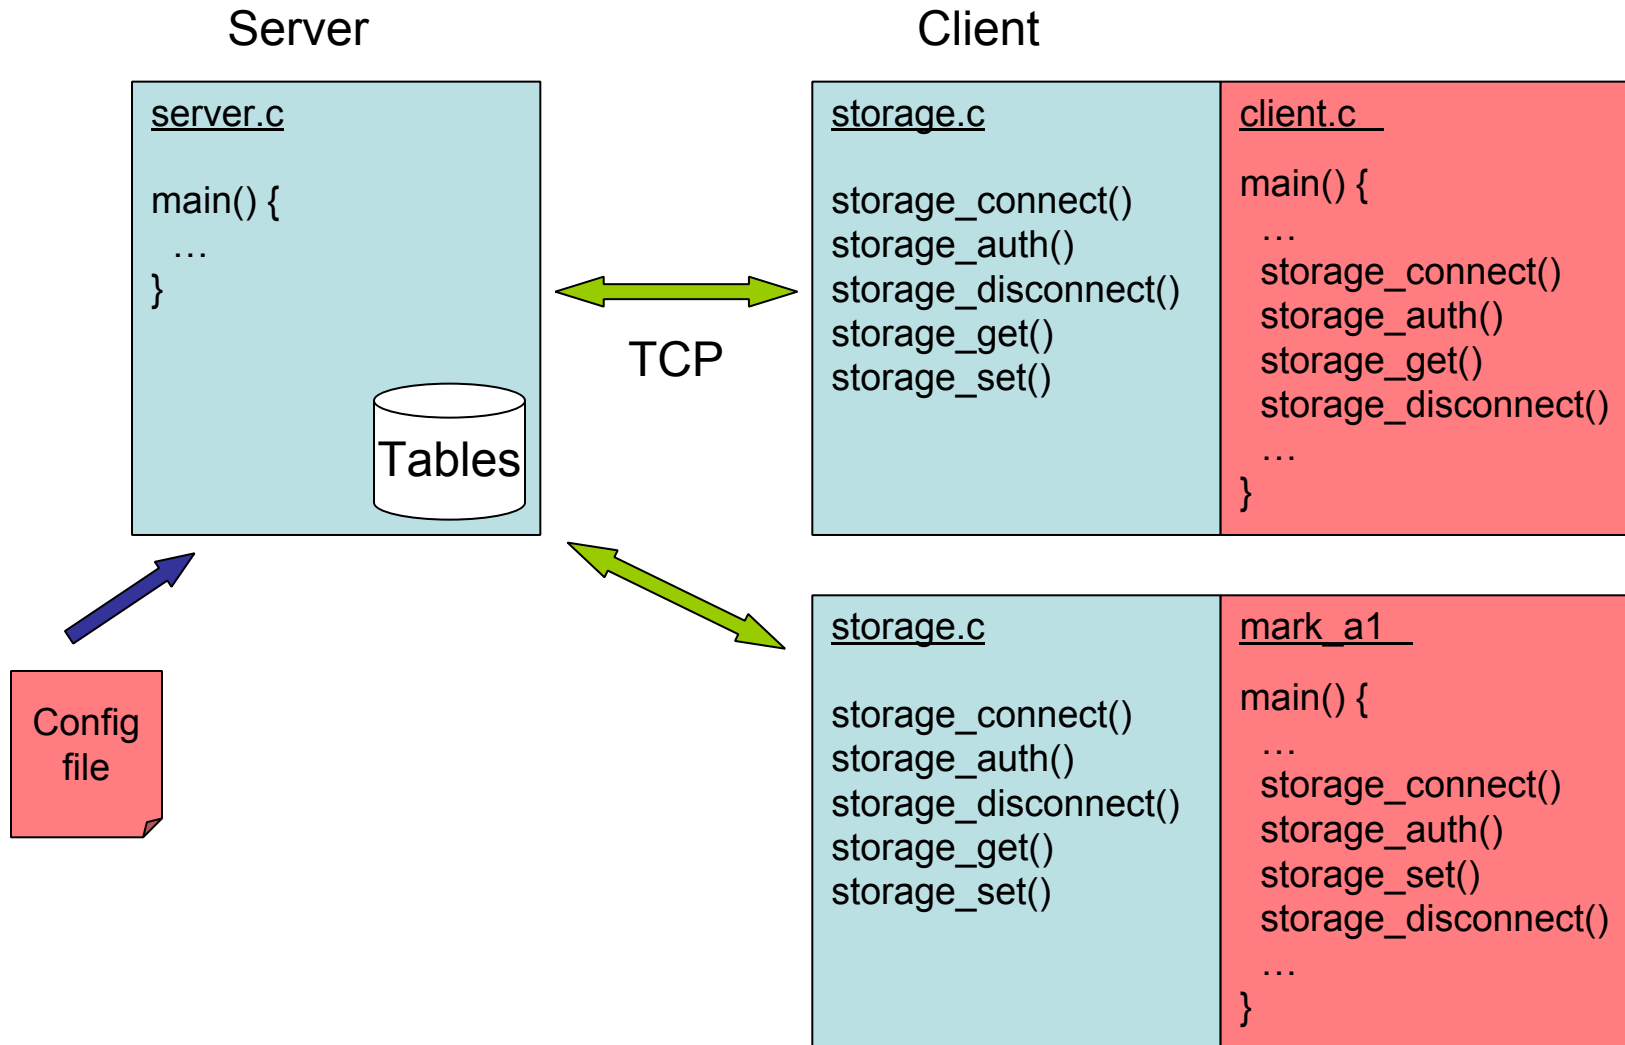 Server
Client
server.c
main() {
…
}
Tables
TCP
storage.c
storage_connect()
storage_auth()
storage_disconnect()
storage_get()
storage_set()
client.c
main() {
…
storage_connect()
storage_auth()
storage_get()
storage_disconnect()
…
}
Config
file
storage.c
storage_connect()
storage_auth()
storage_disconnect()
storage_get()
storage_set()
mark_a1
main() {
…
storage_connect()
storage_auth()
storage_set()
storage_disconnect()
…
}